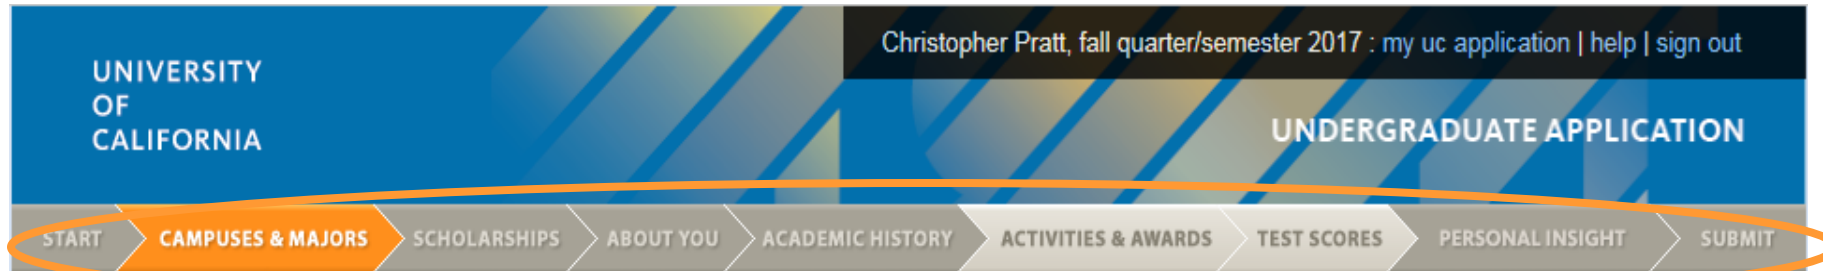 Christopher Pratt, fall quarter/semester 2017 : my uc application | help | sign out
UNIVERSITY
OF
CALIFORNIA
UNDERGRADUATE APPLICATION
START CAMPUSES & MAJORS SCHOLARSHIPS ABOUT YOU ACADEMIC HISTORY ACTIVITIES & AWARDS TEST SCORES PERSONAL INSIGHT SUBMIT